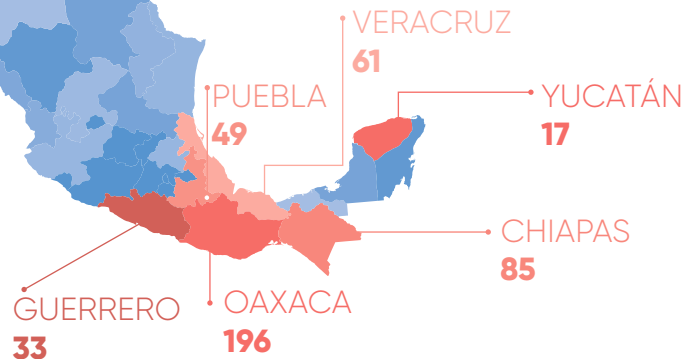 VERACRUZ
61
PUEBLA
49
YUCATÁN
17
CHIAPAS
85
GUERRERO
33
OAXACA
196